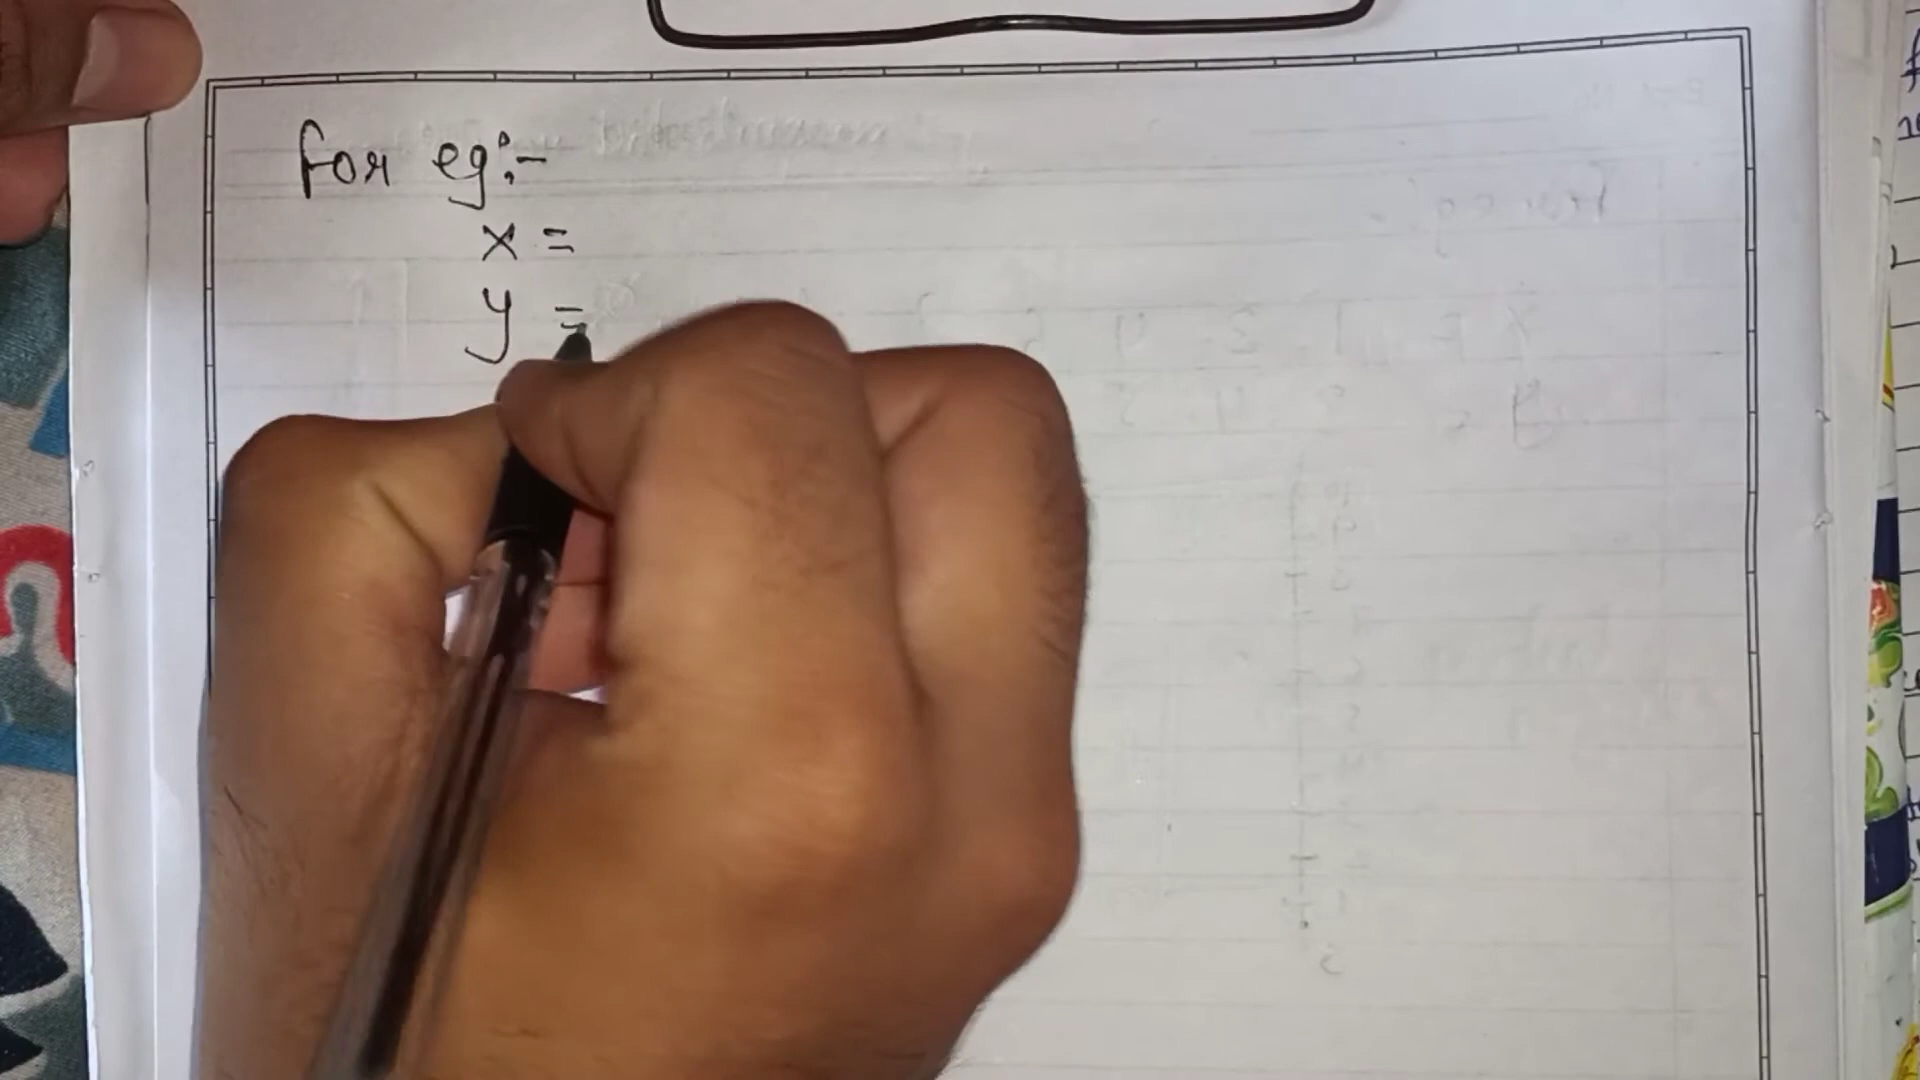 for eg:-
x =
y =